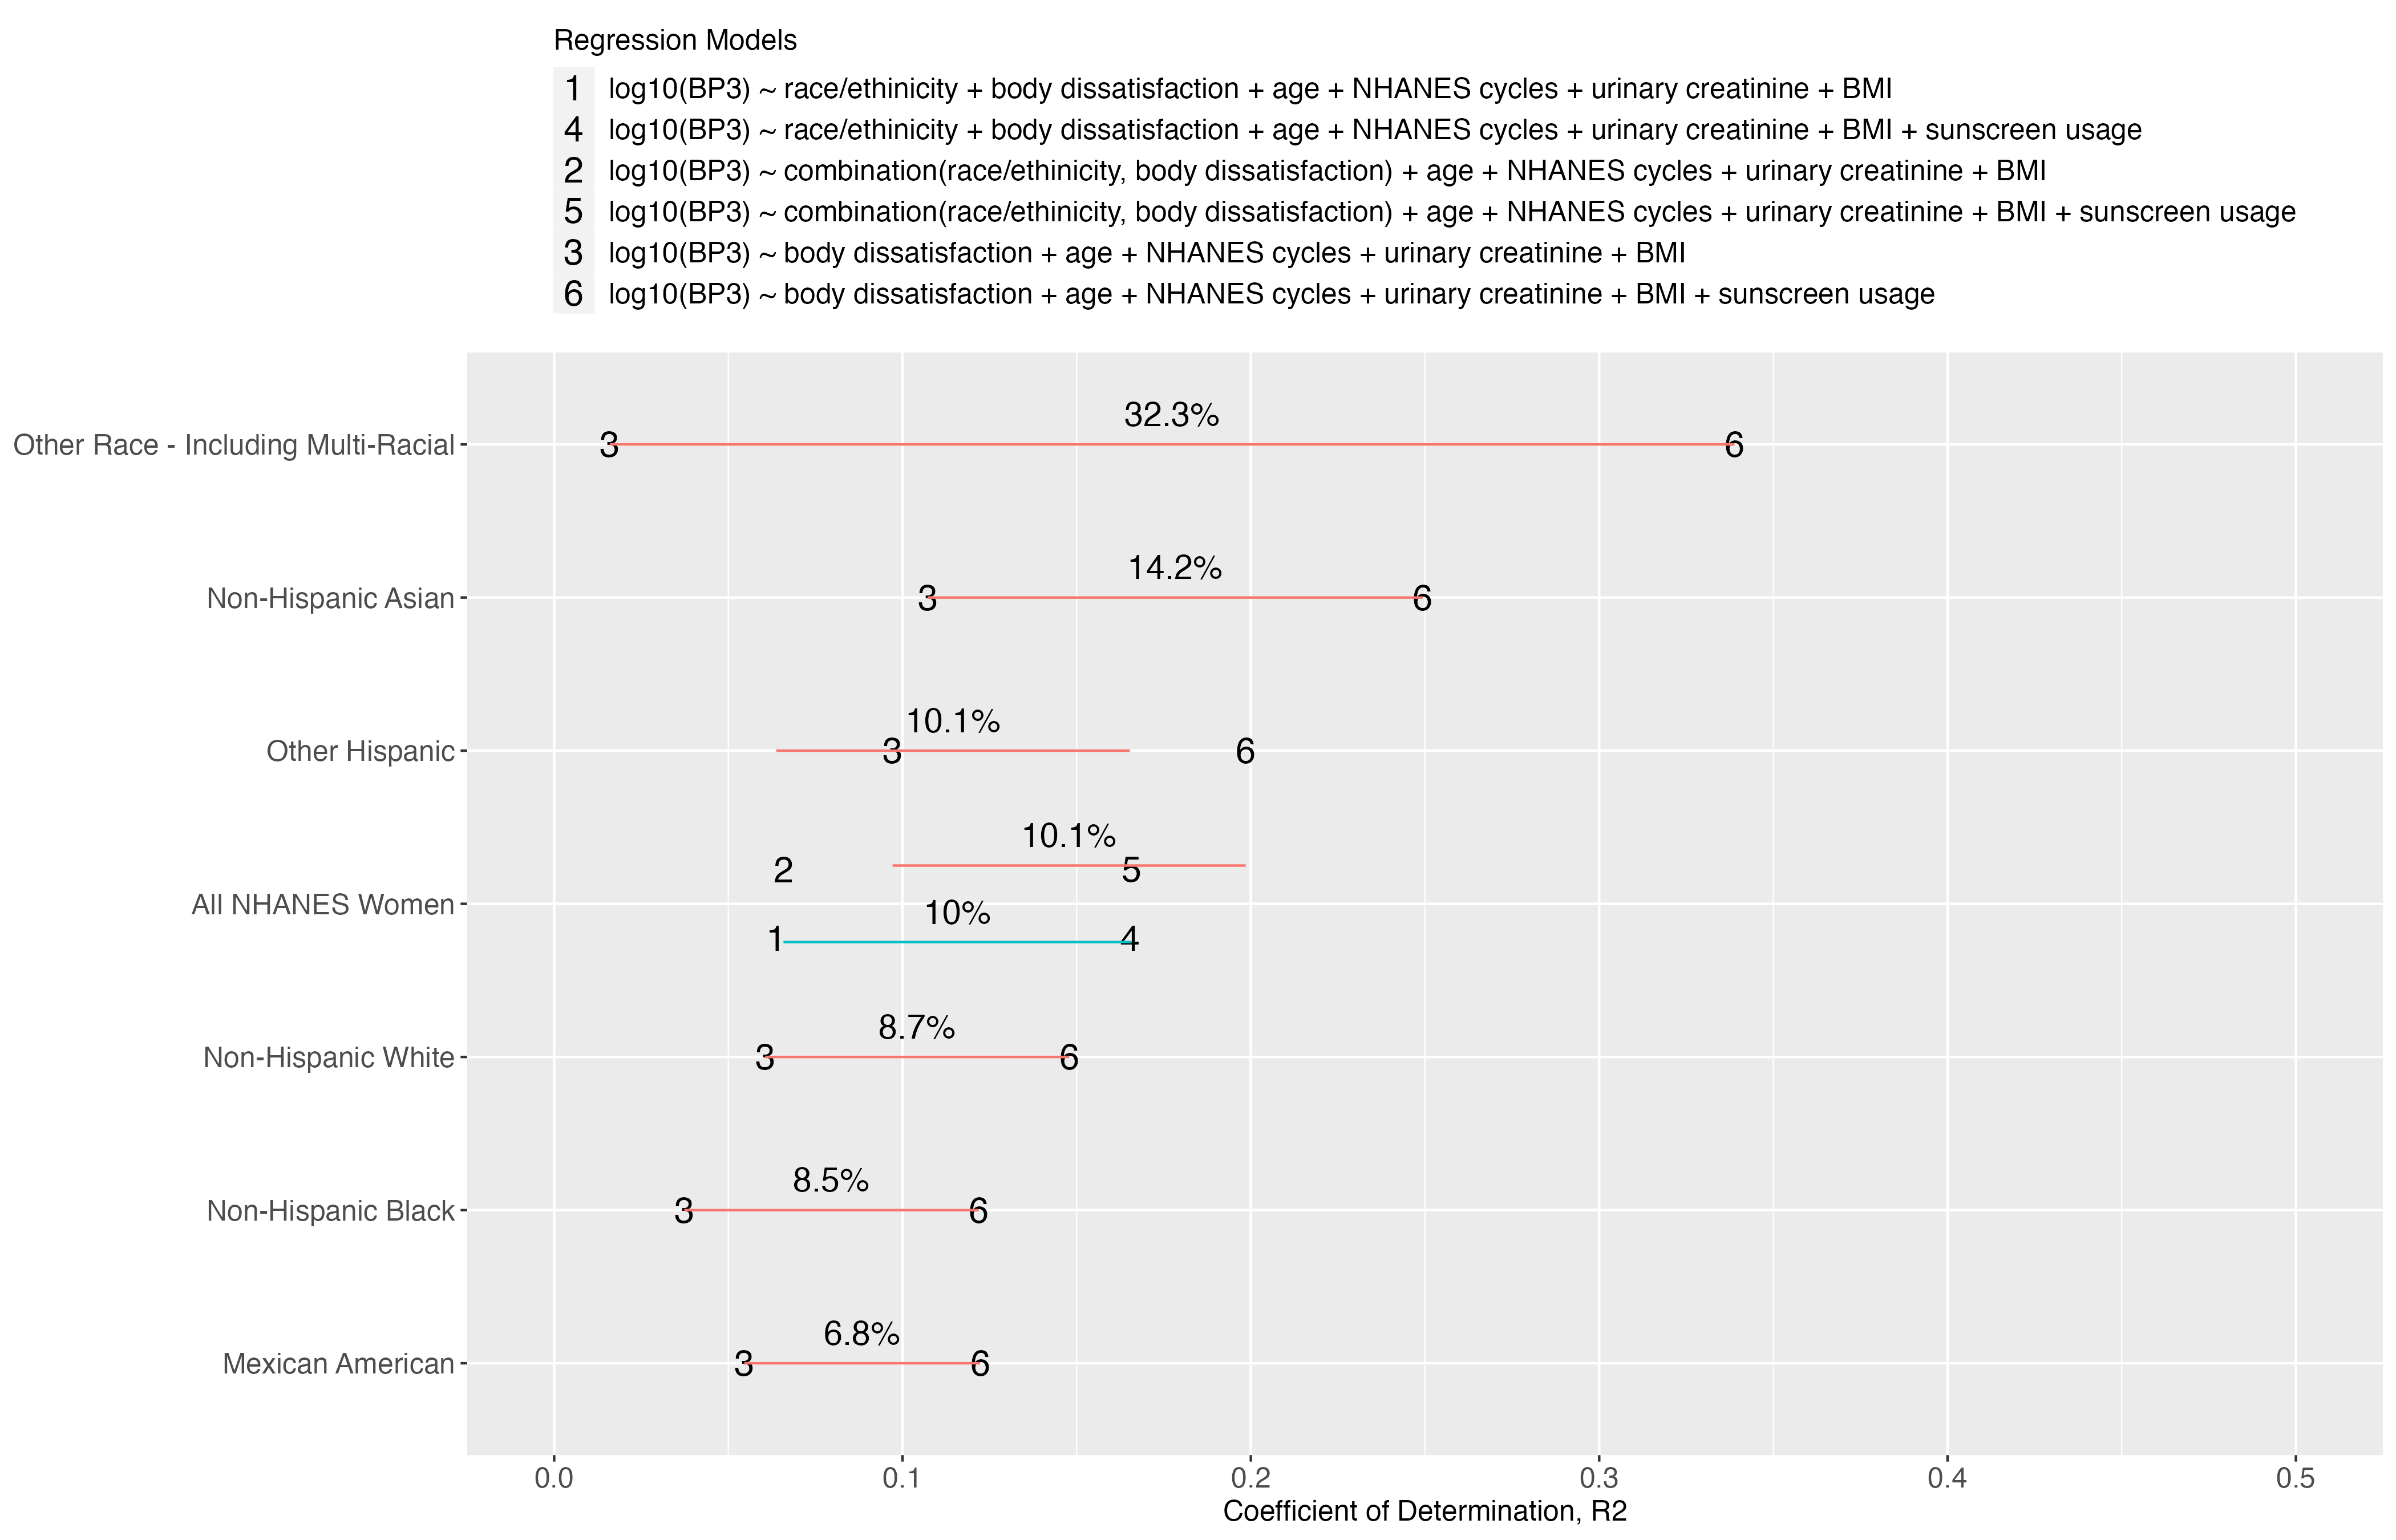 Regression Models
1 log10(BP3) ~ race/ethinicity + body dissatisfaction + age + NHANES cycles + urinary creatinine + BMI
4 log10(BP3) ~ race/ethinicity + body dissatisfaction + age + NHANES cycles + urinary creatinine + BMI + sunscreen usage
2 log10(BP3) ~ combination(race/ethinicity, body dissatisfaction) + age + NHANES cycles + urinary creatinine + BMI
5 log10(BP3) ~ combination(race/ethinicity, body dissatisfaction) + age + NHANES cycles + urinary creatinine + BMI + sunscreen usage
3 log10(BP3) ~ body dissatisfaction + age + NHANES cycles + urinary creatinine + BMI
6 log10(BP3) ~ body dissatisfaction + age + NHANES cycles + urinary creatinine + BMI + sunscreen usage
32.3%
Other Race - Including Multi-Racial 3 6
14.2%
Non-Hispanic Asian 3 6
10.1%
Other Hispanic 3 6
10.1%
2 5
All NHANES Women
10%
1 4
8.7%
Non-Hispanic White 3 6
8.5%
Non-Hispanic Black 3 6
6.8%
Mexican American 3 6
0.0 0.1 0.2 0.3 0.4 0.5
Coefficient of Determination, R2